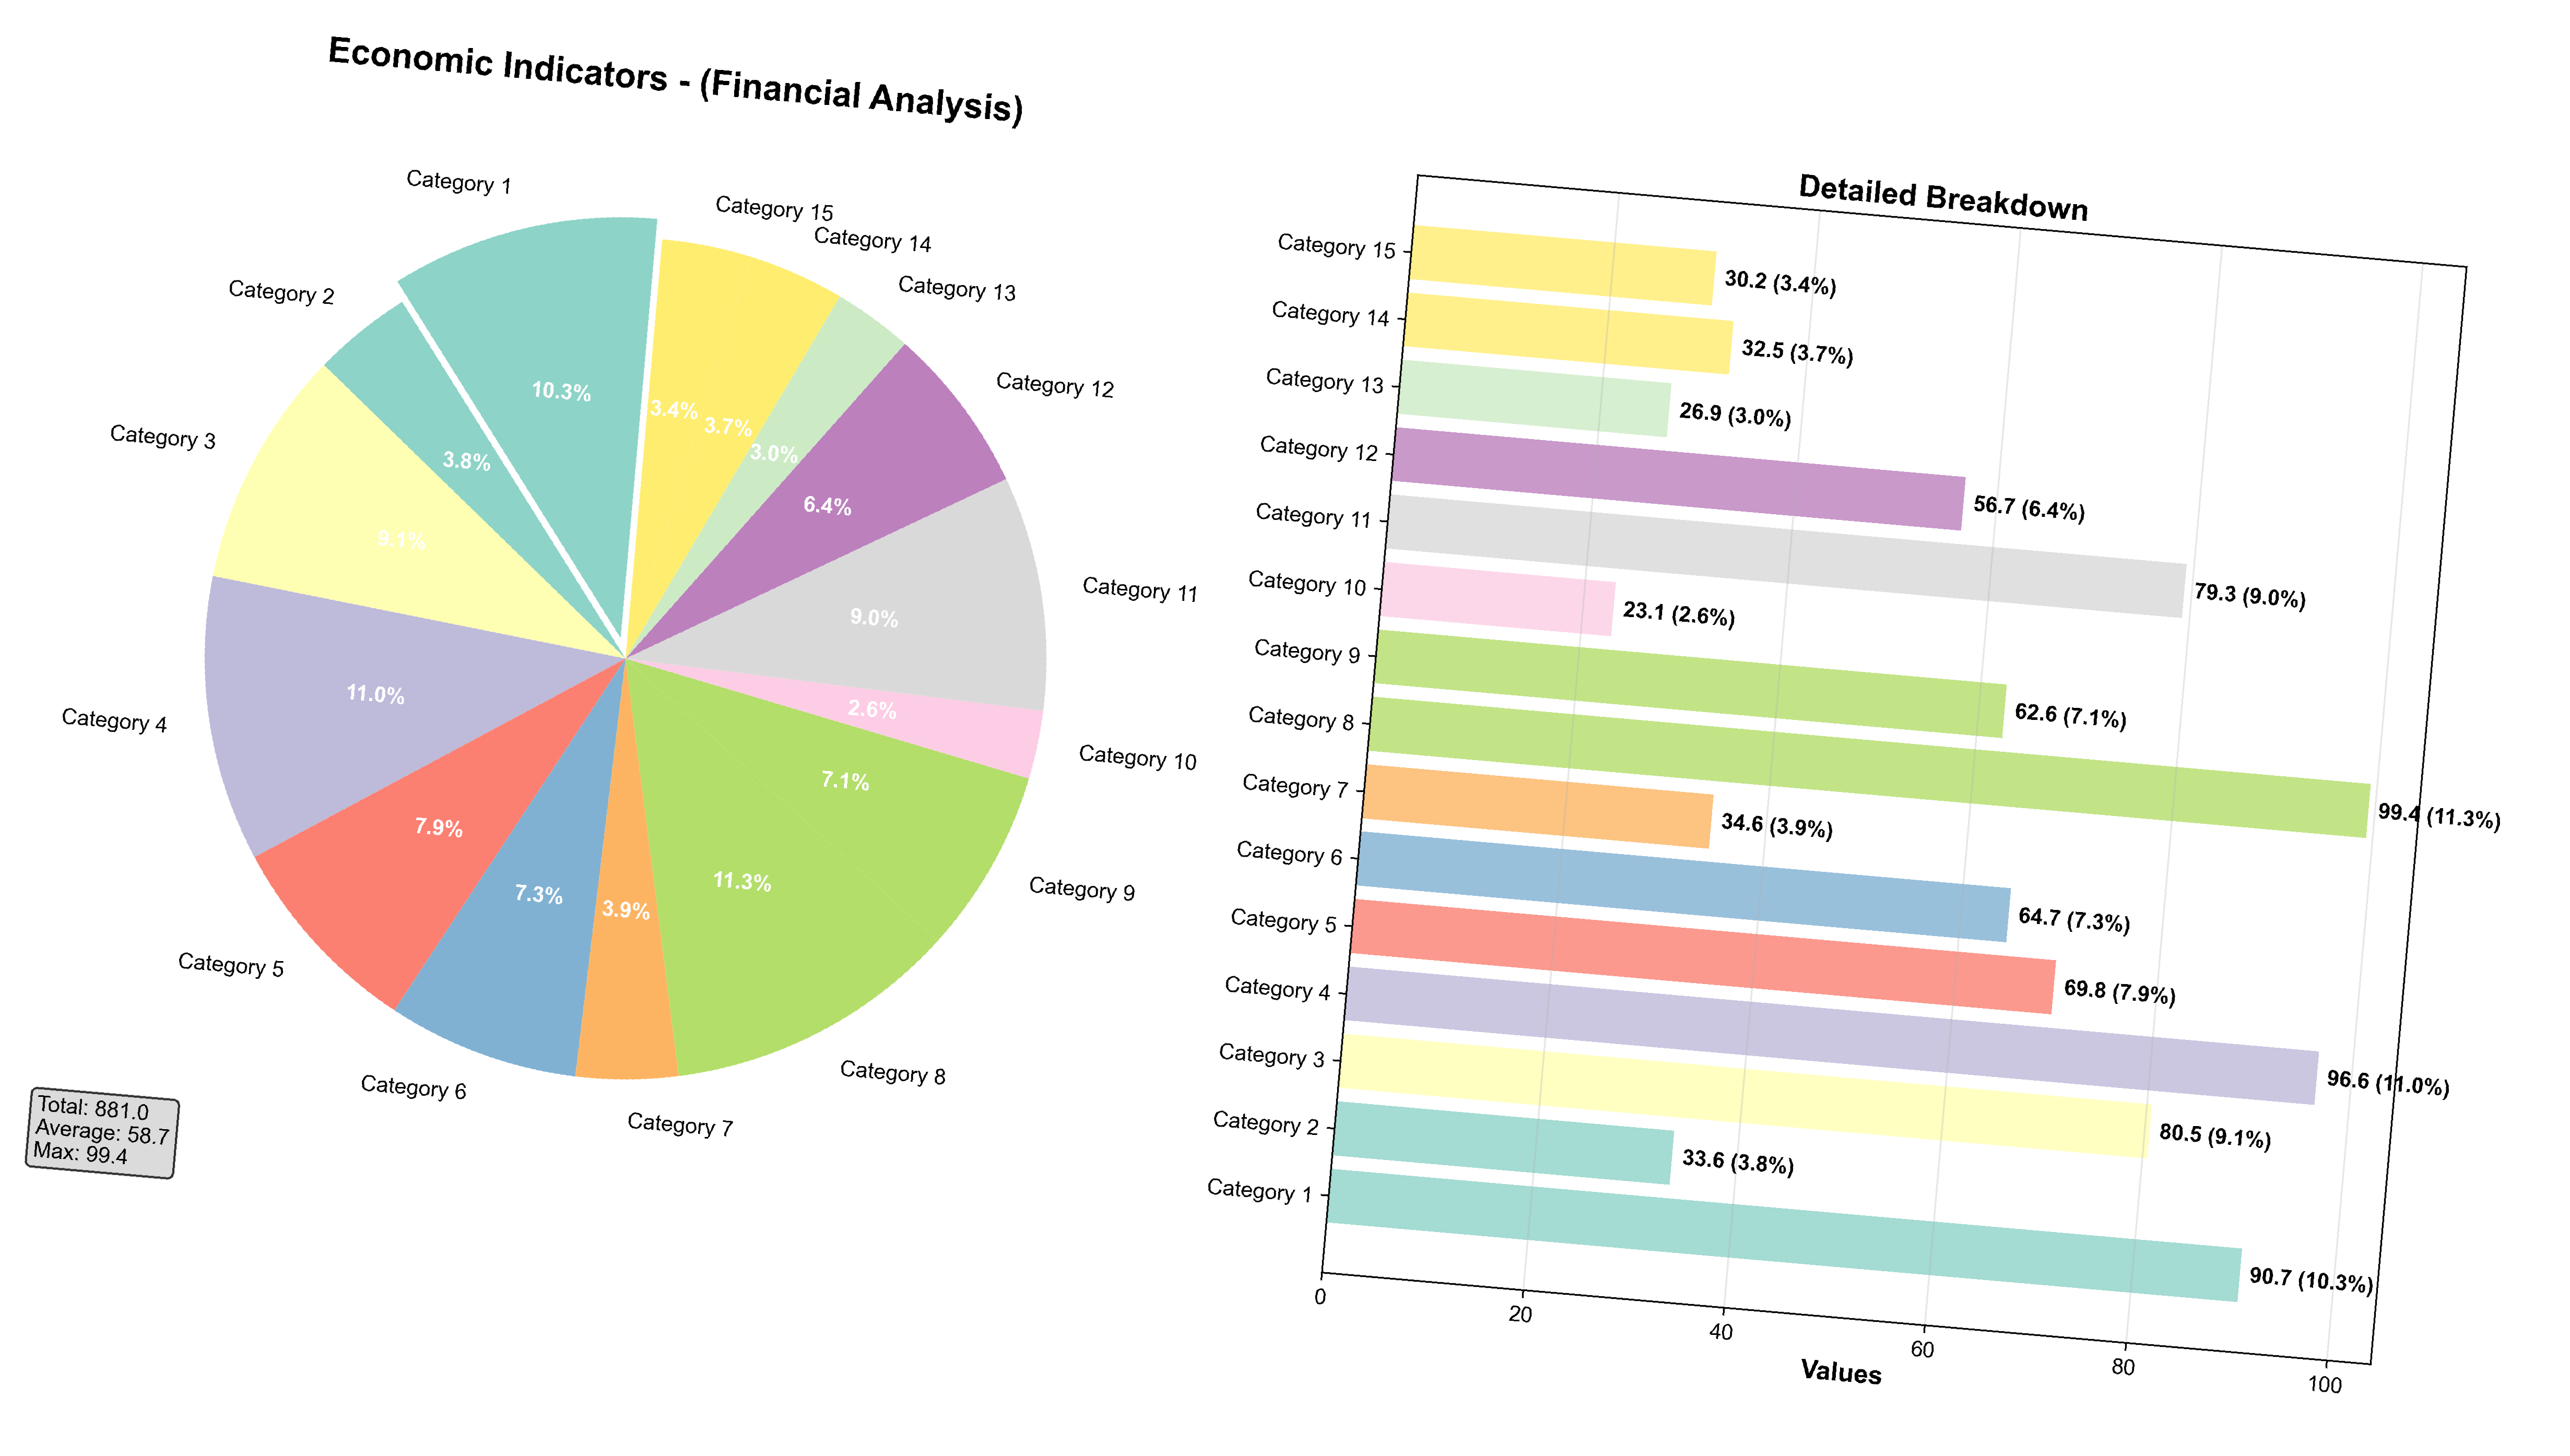 Economic Indicators - (Financial Analysis)
Category 1
Category 2
Category 3
Category 4
Category 5
Category 6
Category 7
Category 8
Category 9
Category 10
Category 11
Category 12
Category 13
Category 14
Category 15
10.3%
3.8%
9.1%
11.0%
7.9%
7.3%
3.9%
11.3%
7.1%
2.6%
9.0%
6.4%
3.0%
3.7%
3.4%
Total: 881.0
Average: 58.7
Max: 99.4
Detailed Breakdown
Category 15
30.2 (3.4%)
Category 14
32.5 (3.7%)
Category 13
26.9 (3.0%)
Category 12
56.7 (6.4%)
Category 11
79.3 (9.0%)
Category 10
23.1 (2.6%)
Category 9
62.6 (7.1%)
Category 8
99.4 (11.3%)
Category 7
34.6 (3.9%)
Category 6
64.7 (7.3%)
Category 5
69.8 (7.9%)
Category 4
96.6 (11.0%)
Category 3
80.5 (9.1%)
Category 2
33.6 (3.8%)
Category 1
90.7 (10.3%)
0
20
40
60
80
100
Values